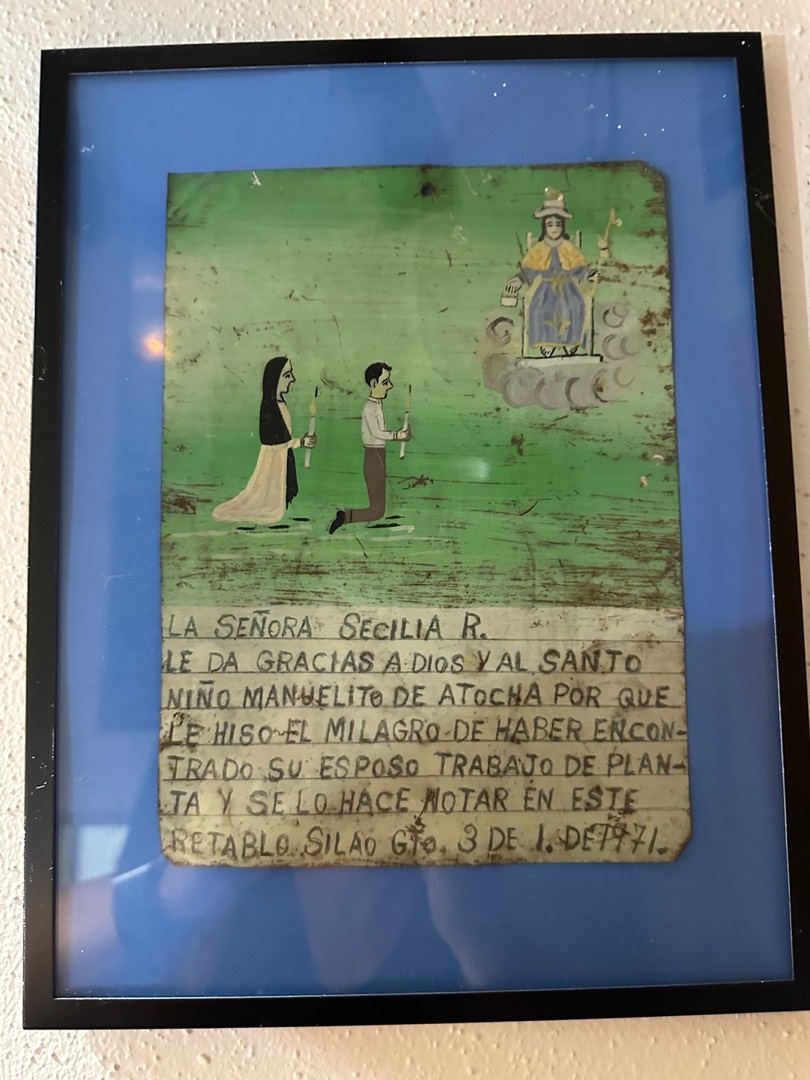 LA SEÑORA SECILIA R.
LE DA GRACIAS A DIOS Y AL SANTO
NIÑO MANUELITO DE ATOCHA POR QUE
LE HISO EL MILAGRO DE HABER ENCON-
TRADO SU ESPOSO TRABAJO DE PLAN-
TA Y SE LO HACE NOTAR EN ESTE
RETABLO. SILAO GTO. 3 DE 1. DE 1971.